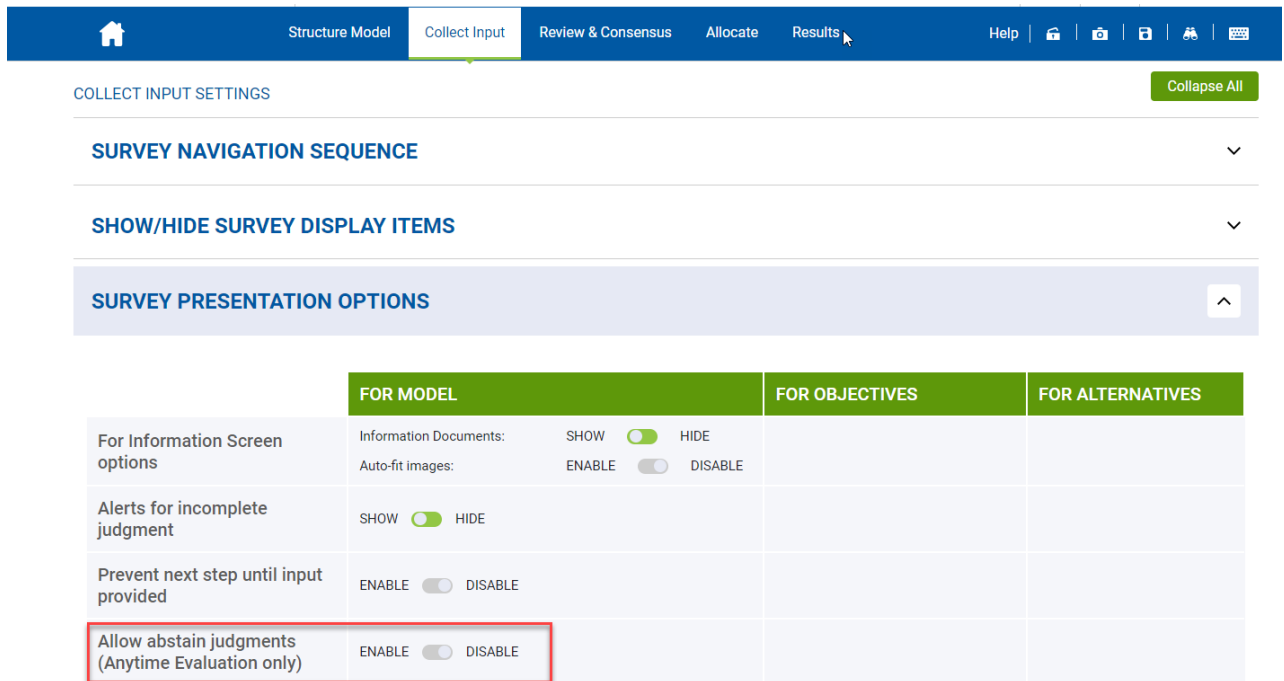 Structure Model Collect Input Review & Consensus Allocate Results Help
COLLECT INPUT SETTINGS Collapse All
SURVEY NAVIGATION SEQUENCE
SHOW/HIDE SURVEY DISPLAY ITEMS
SURVEY PRESENTATION OPTIONS
FOR MODEL FOR OBJECTIVES FOR ALTERNATIVES
For Information Screen
options
Information Documents: SHOW HIDE
Auto-fit images: ENABLE DISABLE
Alerts for incomplete
judgment
SHOW HIDE
Prevent next step until input
provided
ENABLE DISABLE
Allow abstain judgments
(Anytime Evaluation only)
ENABLE DISABLE